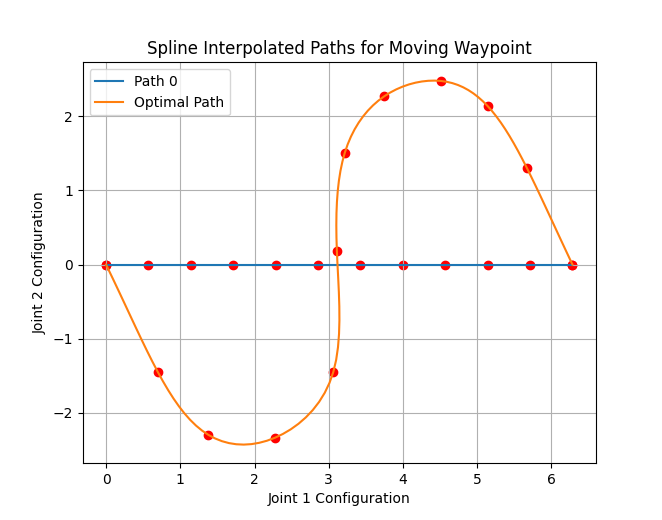 Spline Interpolated Paths for Moving Waypoint
Path 0
Optimal Path
2
1
0
−1
−2
Joint 2 Configuration
0 1 2 3 4 5 6
Joint 1 Configuration